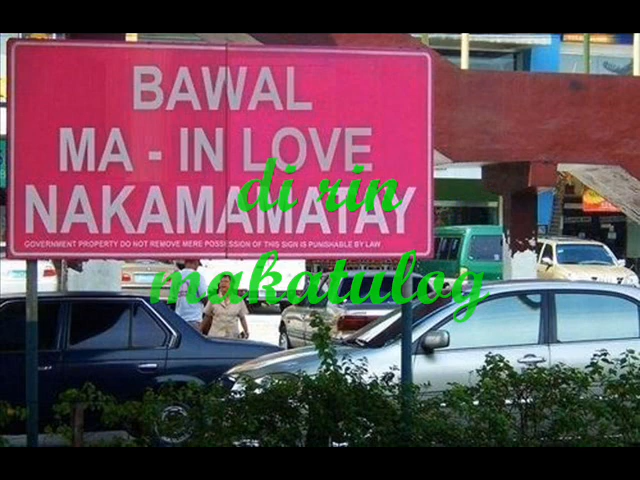 BAWAL
MA - IN LOVE
di rin
NAKAMAMATAY
GOVERNMENT PROPERTY DO NOT REMOVE MERE POSSESSION OF THIS SIGN IS PUNISHABLE BY LAW
makatulog